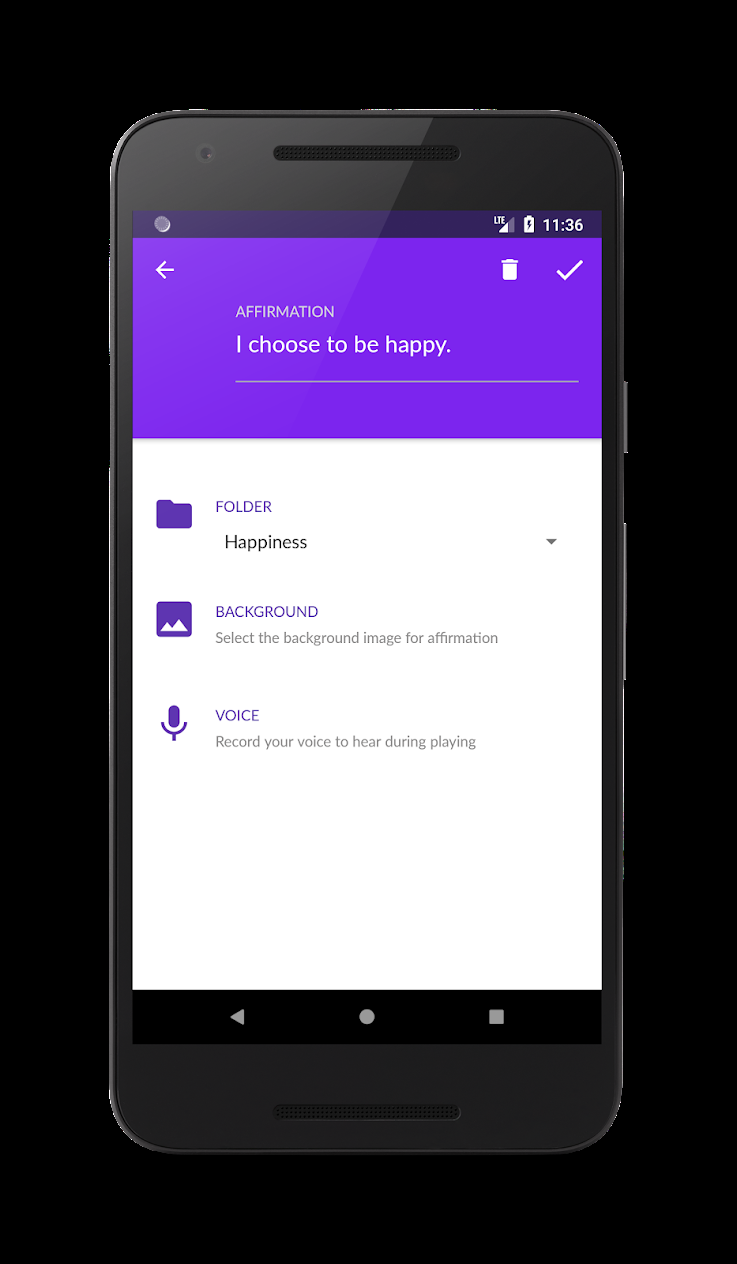 LTE 11:36
AFFIRMATION
I choose to be happy.
FOLDER
Happiness
BACKGROUND
Select the background image for affirmation
VOICE
Record your voice to hear during playing